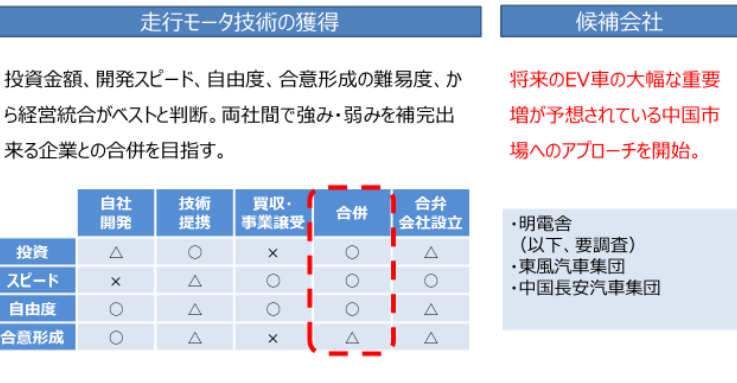 走行モータ技術の獲得
候補会社
投資金額、開発スピード、自由度、合意形成の難易度、か
ら経営統合がベストと判断。両社間で強み・弱みを補完出
来る企業との合併を目指す。
将来のEV車の大幅な重要
増が予想されている中国市
場へのアプローチを開始。
自社開発 技術提携 買収・事業譲受 合併 合弁会社設立
投資 △ ○ × ○ △
スピード × △ ○ ○ ○
自由度 ○ △ ○ ○ △
合意形成 ○ △ × △ △
・明電舎
（以下、要調査）
・東風汽車集団
・中国長安汽車集団